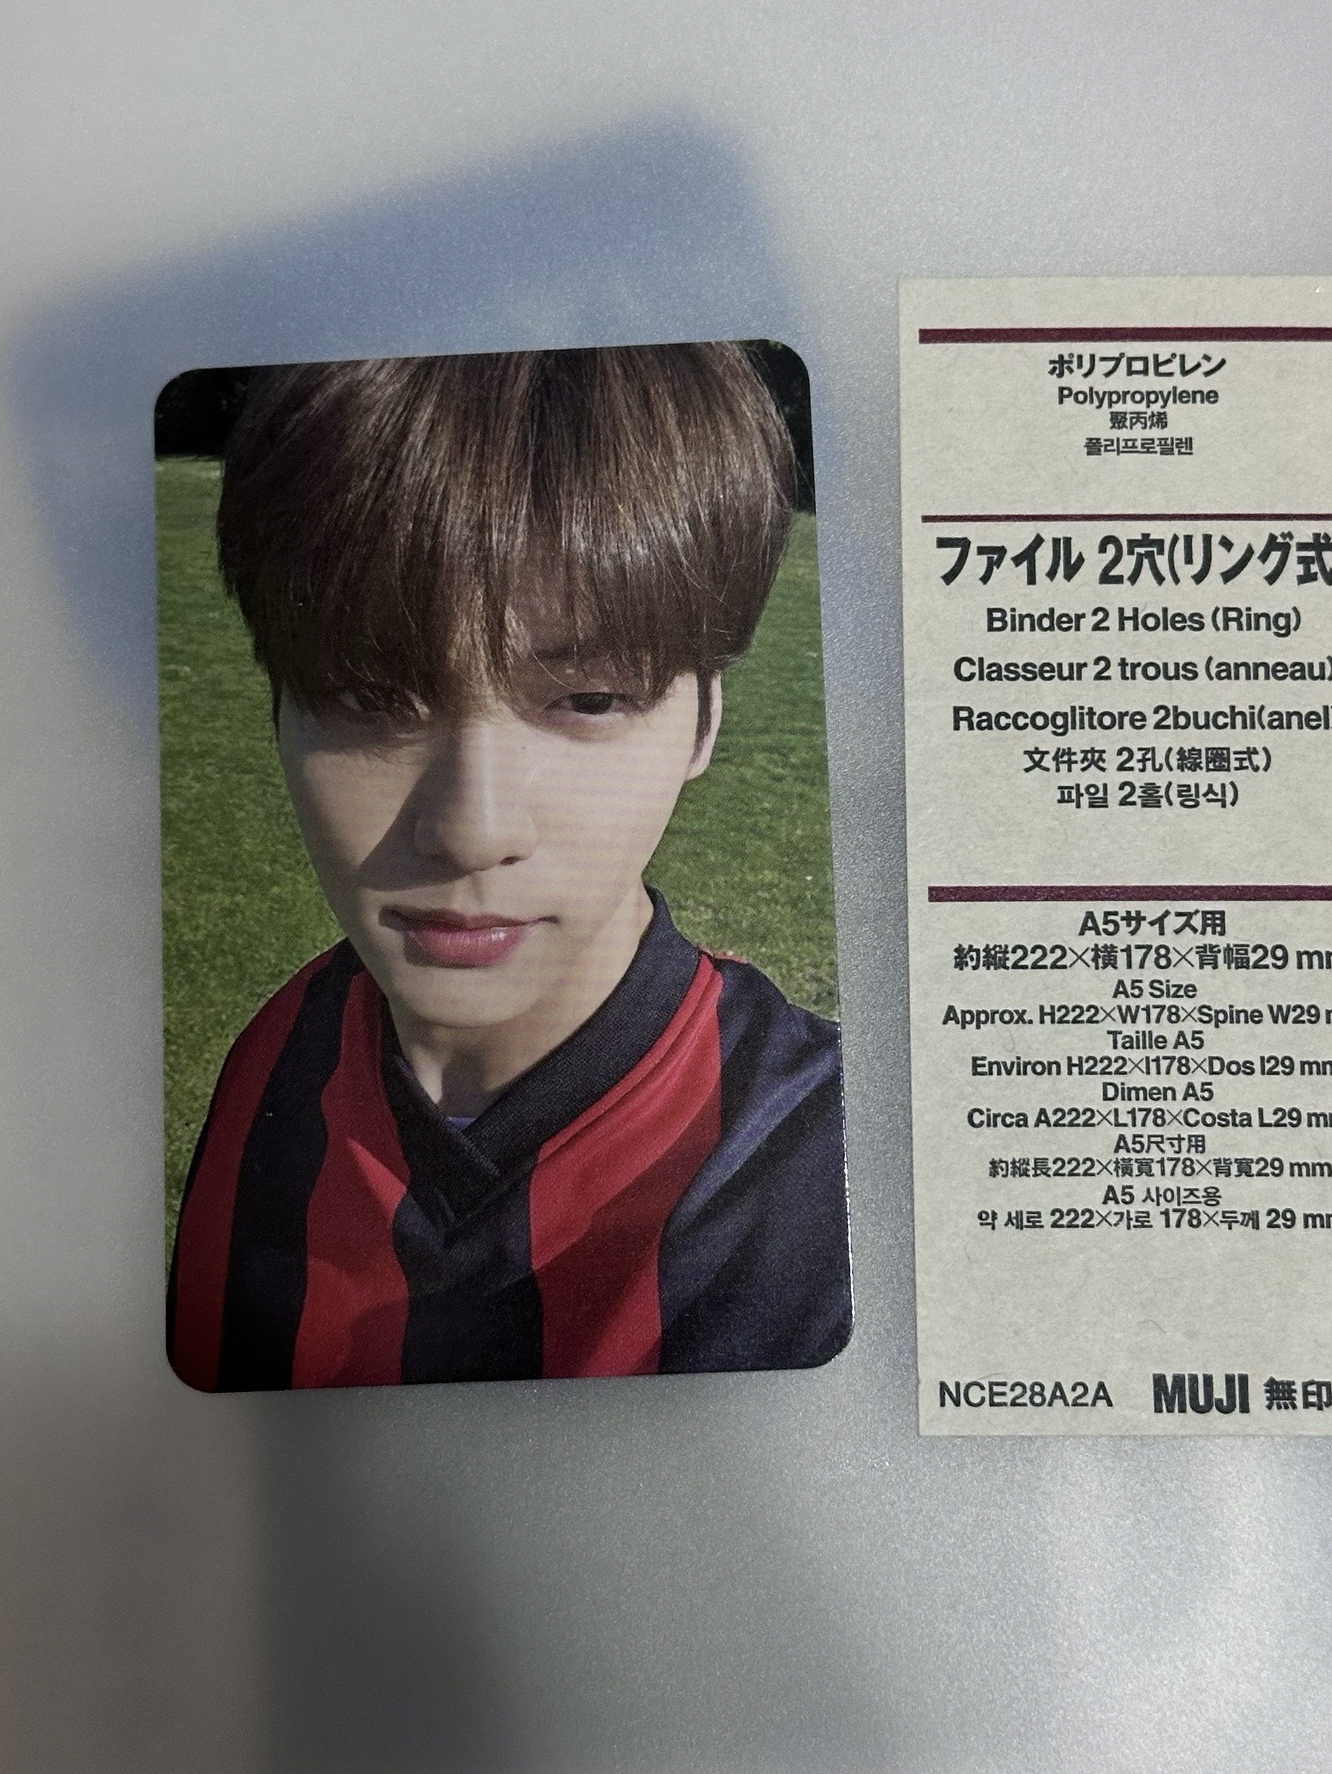 ポリプロピレン
Polypropylene
聚丙烯
폴리프로필렌
ファイル 2穴(リング式
Binder 2 Holes (Ring)
Classeur 2 trous (anneau)
Raccoglitore 2buchi(anel
文件夾 2孔(線圈式)
파일 2홀(링식)
A5サイズ用
約縦222×横178×背幅29 mm
A5 Size
Approx. H222×W178×Spine W29
Taille A5
Environ H222×l178×Dos l29 mm
Dimen A5
Circa A222×L178×Costa L29 mm
A5尺寸用
約縱長222×橫寬178×背寬29 mm
A5 사이즈용
약 세로 222×가로 178×두께 29 mm
NCE28A2A MUJI 無印